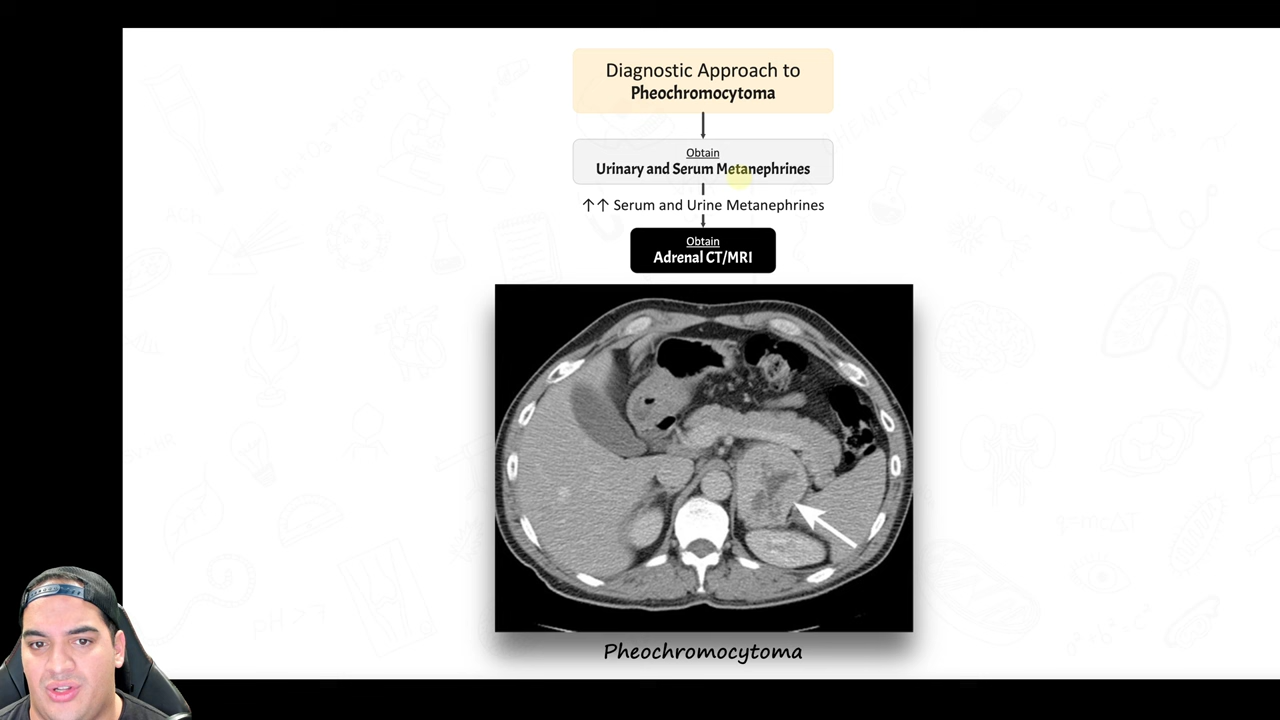 Diagnostic Approach to
Pheochromocytoma
Obtain
Urinary and Serum Metanephrines
↑↑ Serum and Urine Metanephrines
Obtain
Adrenal CT/MRI
Pheochromocytoma